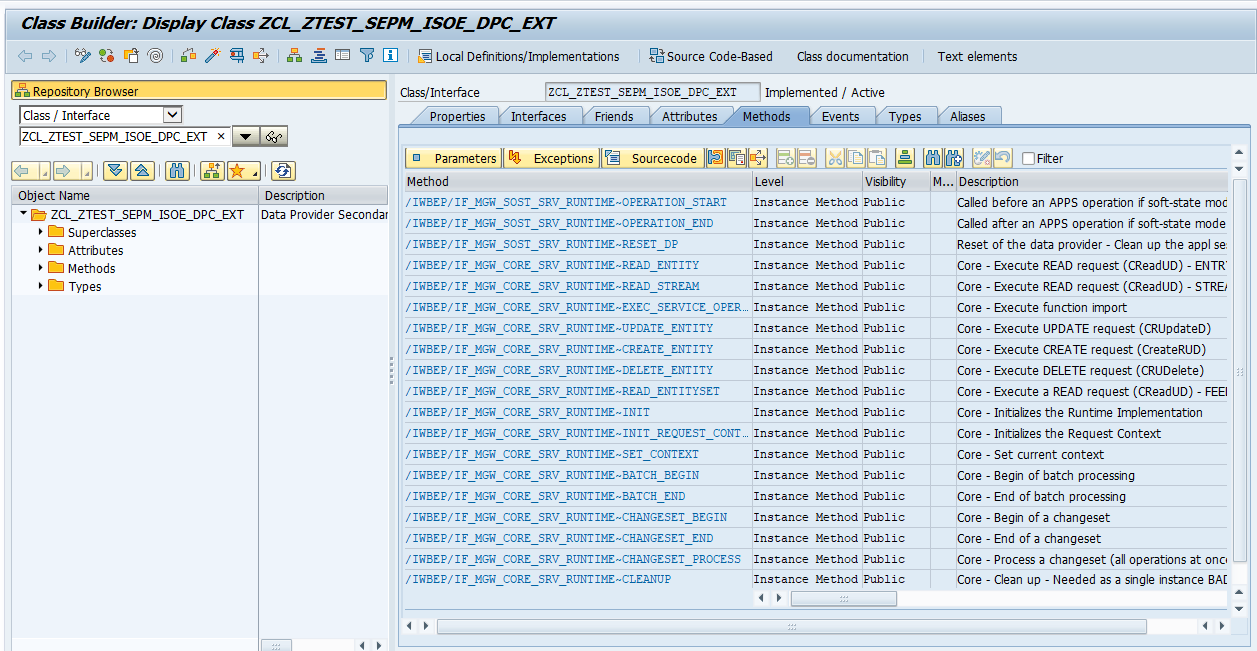 Class Builder: Display Class ZCL_ZTEST_SEPM_ISOE_DPC_EXT
Local Definitions/Implementations Source Code-Based Class documentation Text elements
Repository Browser
Class / Interface
ZCL_ZTEST_SEPM_ISOE_DPC_EXT
Object Name Description
ZCL_ZTEST_SEPM_ISOE_DPC_EXT Data Provider Secondar
Superclasses
Attributes
Methods
Types
Class/Interface ZCL_ZTEST_SEPM_ISOE_DPC_EXT Implemented / Active
Properties Interfaces Friends Attributes Methods Events Types Aliases
Parameters Exceptions Sourcecode Filter
Method Level Visibility M... Description
/IWBEP/IF_MGW_SOST_SRV_RUNTIME~OPERATION_START Instance Method Public Called before an APPS operation if soft-state mod
/IWBEP/IF_MGW_SOST_SRV_RUNTIME~OPERATION_END Instance Method Public Called after an APPS operation if soft-state mode
/IWBEP/IF_MGW_SOST_SRV_RUNTIME~RESET_DP Instance Method Public Reset of the data provider - Clean up the appl se
/IWBEP/IF_MGW_CORE_SRV_RUNTIME~READ_ENTITY Instance Method Public Core - Execute READ request (CReadUD) - ENTR
/IWBEP/IF_MGW_CORE_SRV_RUNTIME~READ_STREAM Instance Method Public Core - Execute READ request (CReadUD) - STREA
/IWBEP/IF_MGW_CORE_SRV_RUNTIME~EXEC_SERVICE_OPER... Instance Method Public Core - Execute function import
/IWBEP/IF_MGW_CORE_SRV_RUNTIME~UPDATE_ENTITY Instance Method Public Core - Execute UPDATE request (CRUpdateD)
/IWBEP/IF_MGW_CORE_SRV_RUNTIME~CREATE_ENTITY Instance Method Public Core - Execute CREATE request (CreateRUD)
/IWBEP/IF_MGW_CORE_SRV_RUNTIME~DELETE_ENTITY Instance Method Public Core - Execute DELETE request (CRUDelete)
/IWBEP/IF_MGW_CORE_SRV_RUNTIME~READ_ENTITYSET Instance Method Public Core - Execute a READ request (CReadUD) - FEE
/IWBEP/IF_MGW_CORE_SRV_RUNTIME~INIT Instance Method Public Core - Initializes the Runtime Implementation
/IWBEP/IF_MGW_CORE_SRV_RUNTIME~INIT_REQUEST_CONT... Instance Method Public Core - Initializes the Request Context
/IWBEP/IF_MGW_CORE_SRV_RUNTIME~SET_CONTEXT Instance Method Public Core - Set current context
/IWBEP/IF_MGW_CORE_SRV_RUNTIME~BATCH_BEGIN Instance Method Public Core - Begin of batch processing
/IWBEP/IF_MGW_CORE_SRV_RUNTIME~BATCH_END Instance Method Public Core - End of batch processing
/IWBEP/IF_MGW_CORE_SRV_RUNTIME~CHANGESET_BEGIN Instance Method Public Core - Begin of a changeset
/IWBEP/IF_MGW_CORE_SRV_RUNTIME~CHANGESET_END Instance Method Public Core - End of a changeset
/IWBEP/IF_MGW_CORE_SRV_RUNTIME~CHANGESET_PROCESS Instance Method Public Core - Process a changeset (all operations at once
/IWBEP/IF_MGW_CORE_SRV_RUNTIME~CLEANUP Instance Method Public Core - Clean up - Needed as a single instance BAD